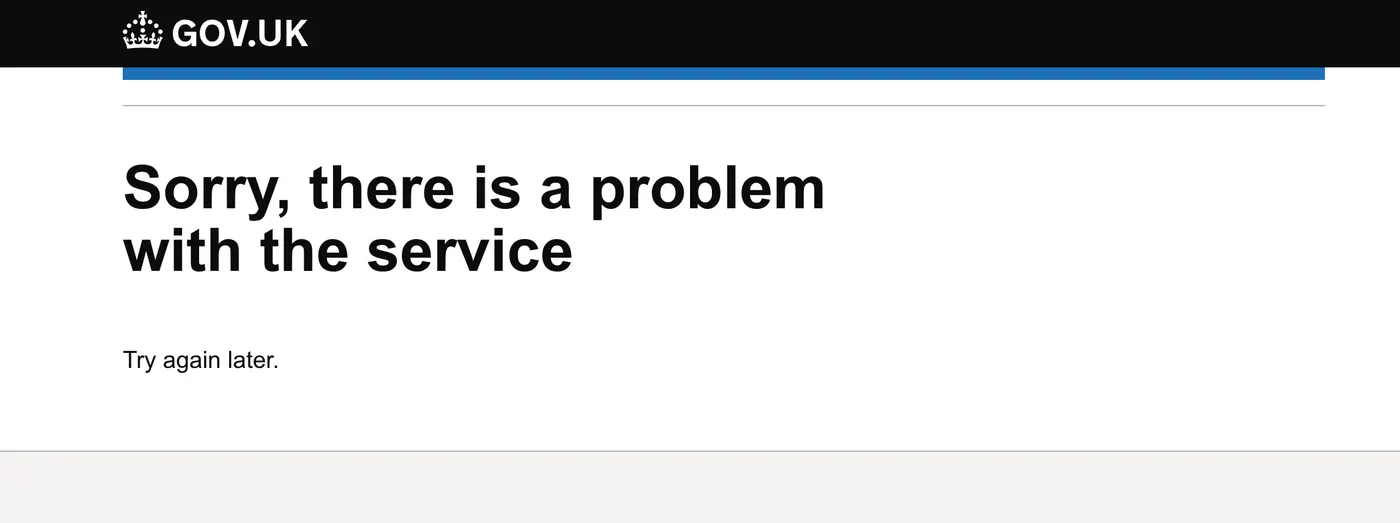 GOV.UK
Sorry, there is a problem
with the service
Try again later.